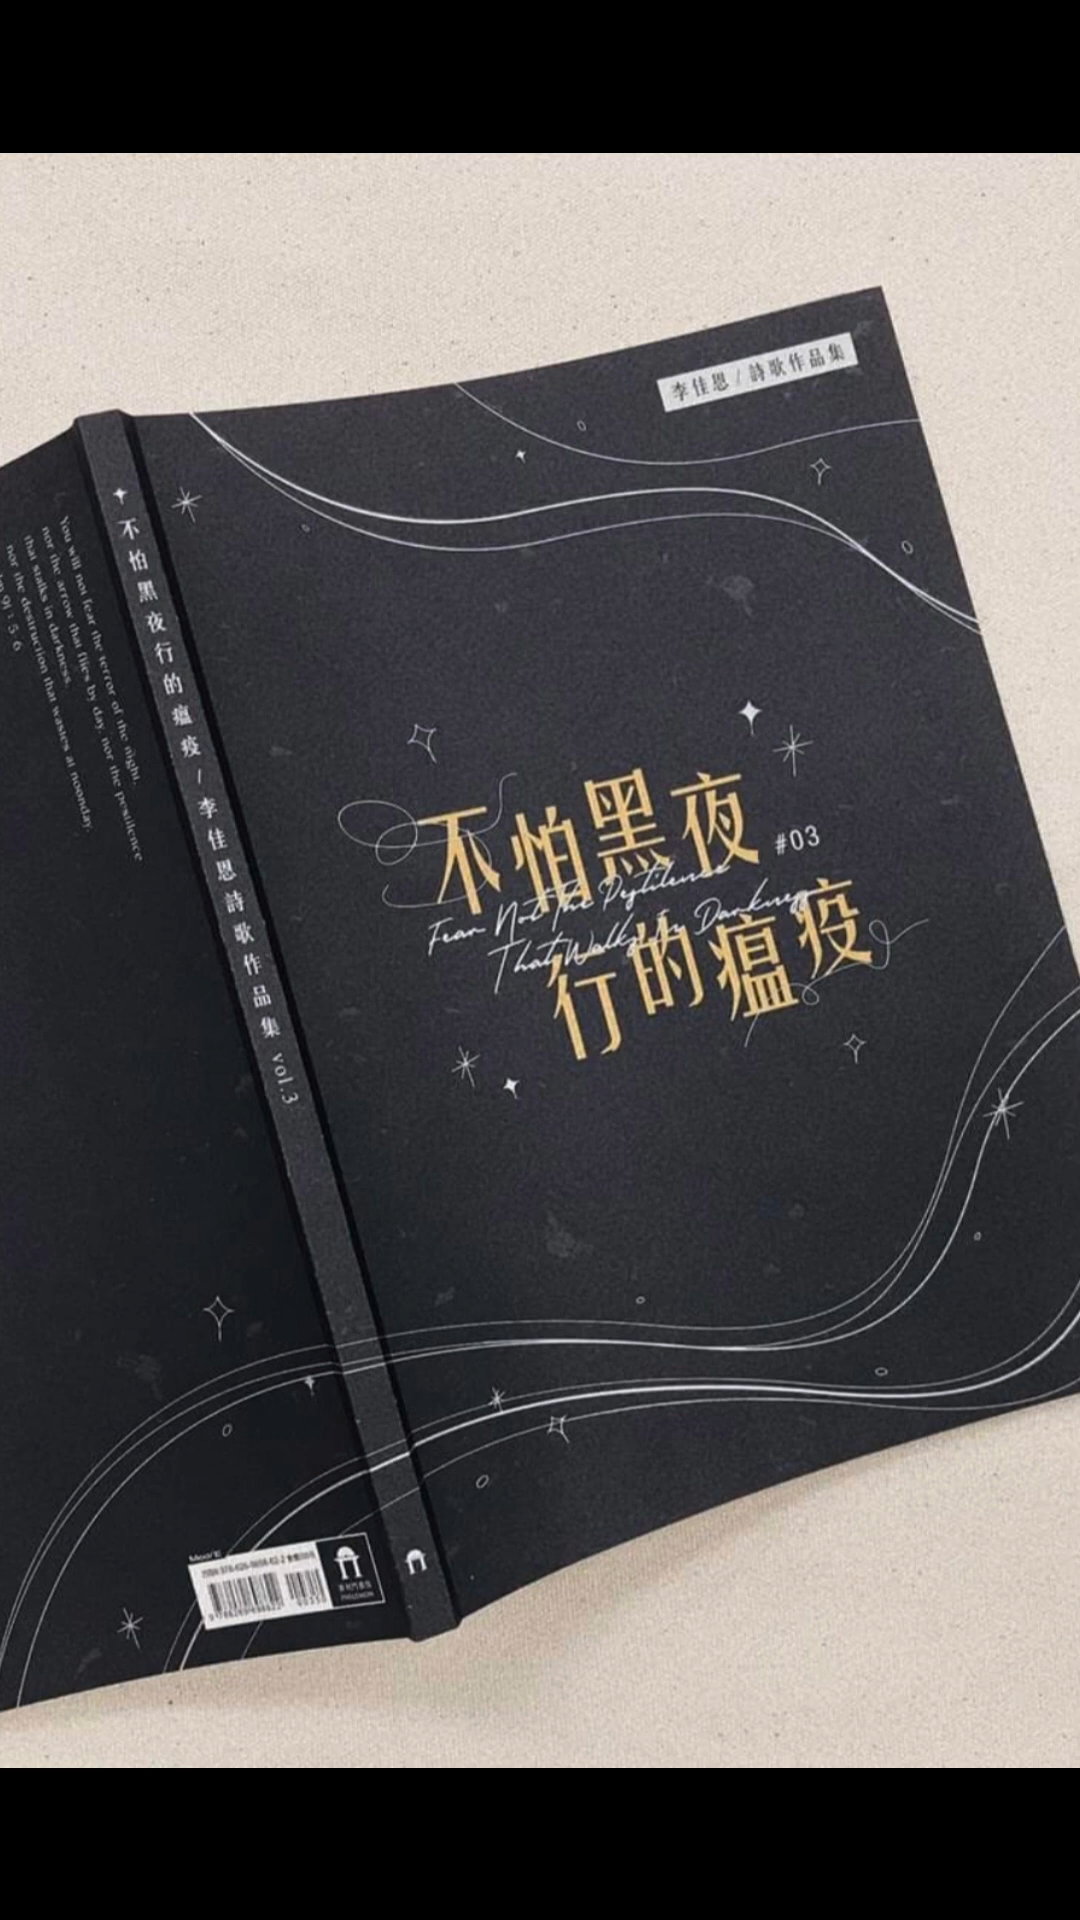 李佳恩 / 詩歌作品集
不怕黑夜
#03
Fear Not The Pestilence
That Walks In Darkness
行的瘟疫
不怕黑夜行的瘟疫 / 李佳恩詩歌作品集 vol.3
You will not fear the terror of the night,
nor the arrow that flies by day, nor the pestilence
that stalks in darkness,
nor the destruction that wastes at noonday.
91:5-6